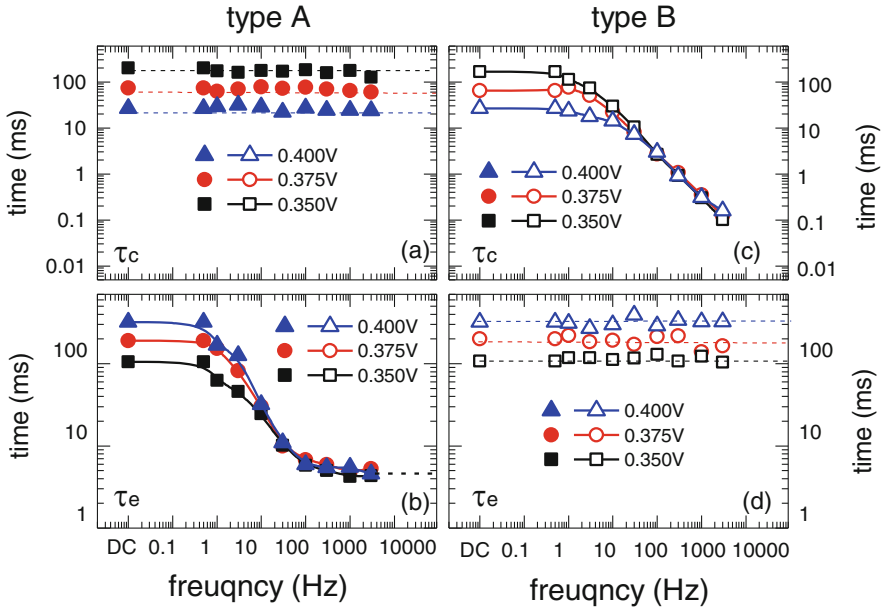 type A
type B
time (ms)
100
10
1
0.1
0.01
0.400V
0.375V
0.350V
τc
(a)
100
10
1
0.1
0.01
time (ms)
0.400V
0.375V
0.350V
τc
(c)
time (ms)
100
10
1
0.400V
0.375V
0.350V
τe
(b)
100
10
1
time (ms)
0.400V
0.375V
0.350V
τe
(d)
DC 0.1 1 10 100 1000 10000
DC 0.1 1 10 100 1000 10000
freuqncy (Hz)
freuqncy (Hz)